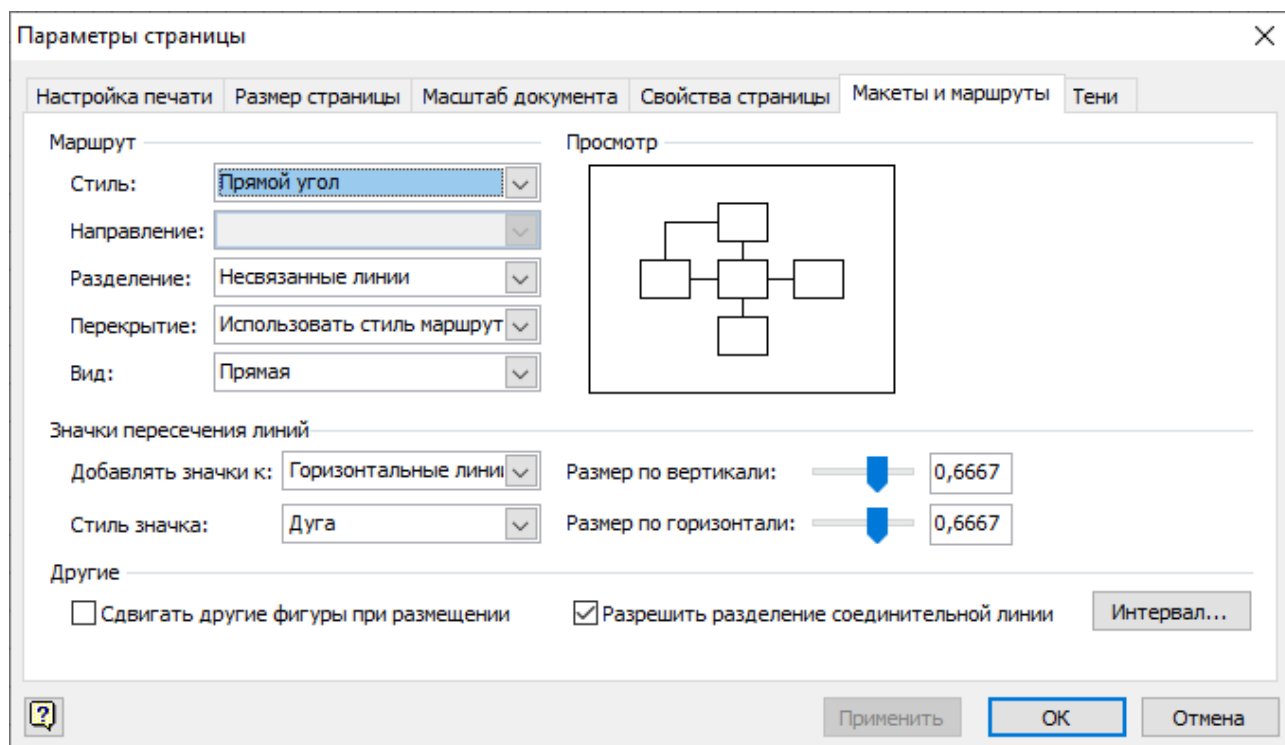 Параметры страницы
Настройка печати Размер страницы Масштаб документа Свойства страницы Макеты и маршруты Тени
Маршрут Просмотр
Стиль: Прямой угол
Направление:
Разделение: Несвязанные линии
Перекрытие: Использовать стиль маршрут
Вид: Прямая
Значки пересечения линий
Добавлять значки к: Горизонтальные лини Размер по вертикали: 0,6667
Стиль значка: Дуга Размер по горизонтали: 0,6667
Другие
Сдвигать другие фигуры при размещении Разрешить разделение соединительной линии Интервал...
? Применить ОК Отмена